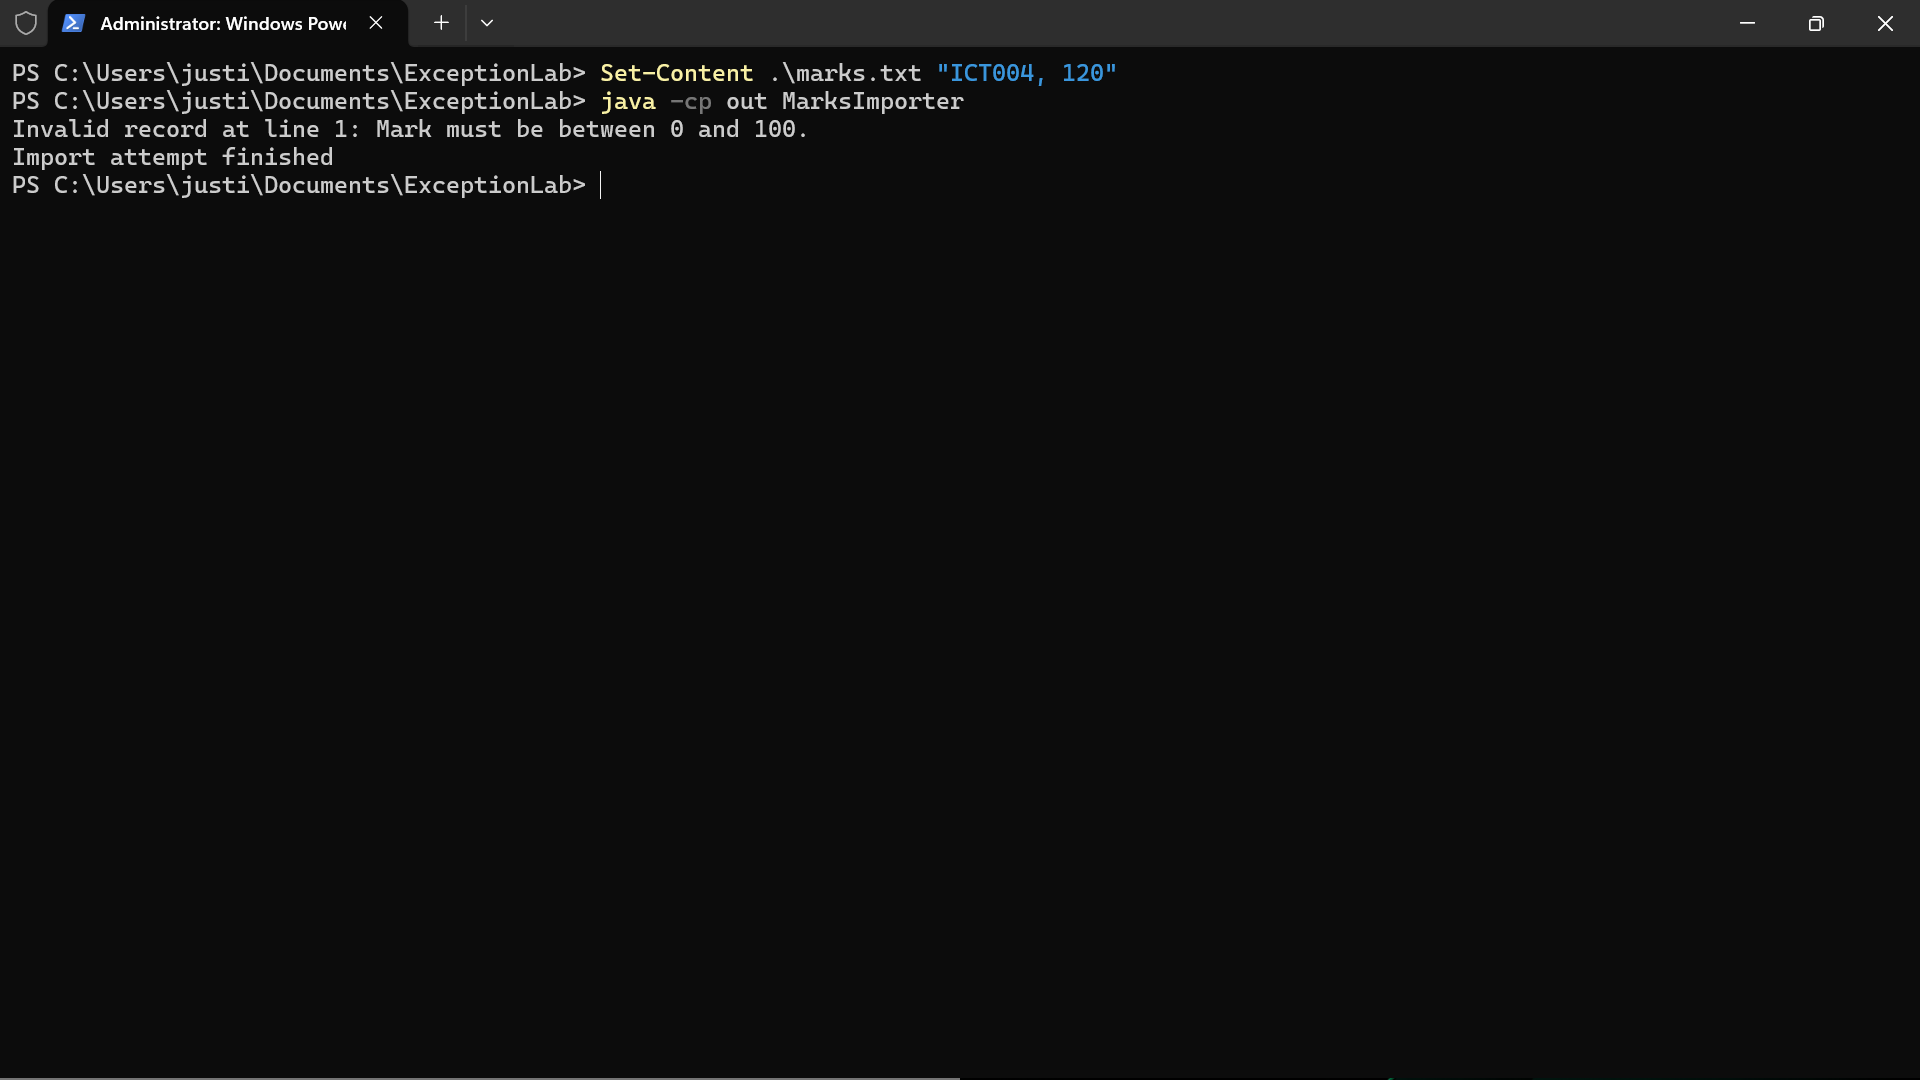 Administrator: Windows Powe
PS C:\Users\justi\Documents\ExceptionLab> Set-Content .\marks.txt "ICT004, 120"
PS C:\Users\justi\Documents\ExceptionLab> java -cp out MarksImporter
Invalid record at line 1: Mark must be between 0 and 100.
Import attempt finished
PS C:\Users\justi\Documents\ExceptionLab>